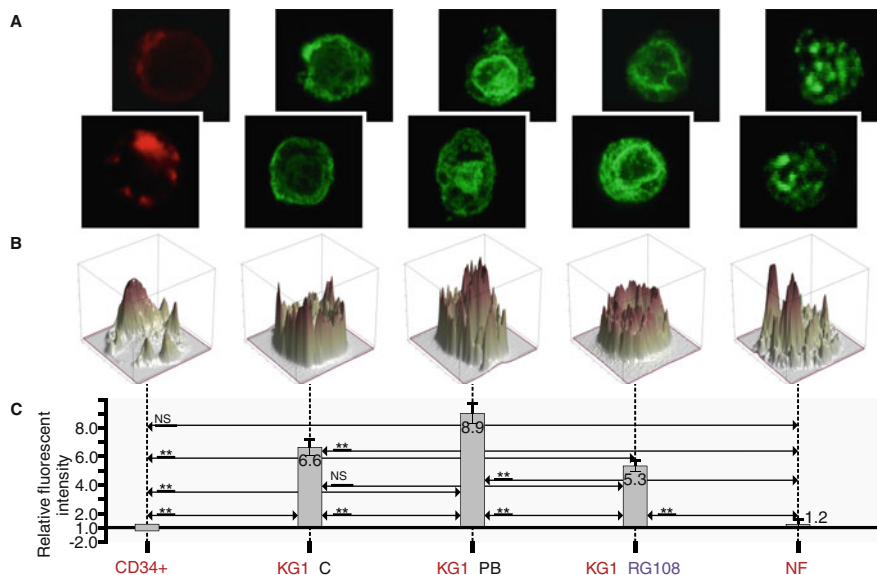 A
B
C
Relative fluorescent
intensity
8.0
6.0
4.0
2.0
1.0
-2.0
NS
**
**
8.9
6.6
**
NS
**
5.3
**
**
**
**
**
1.2
CD34+
KG1 C
KG1 PB
KG1 RG108
NF